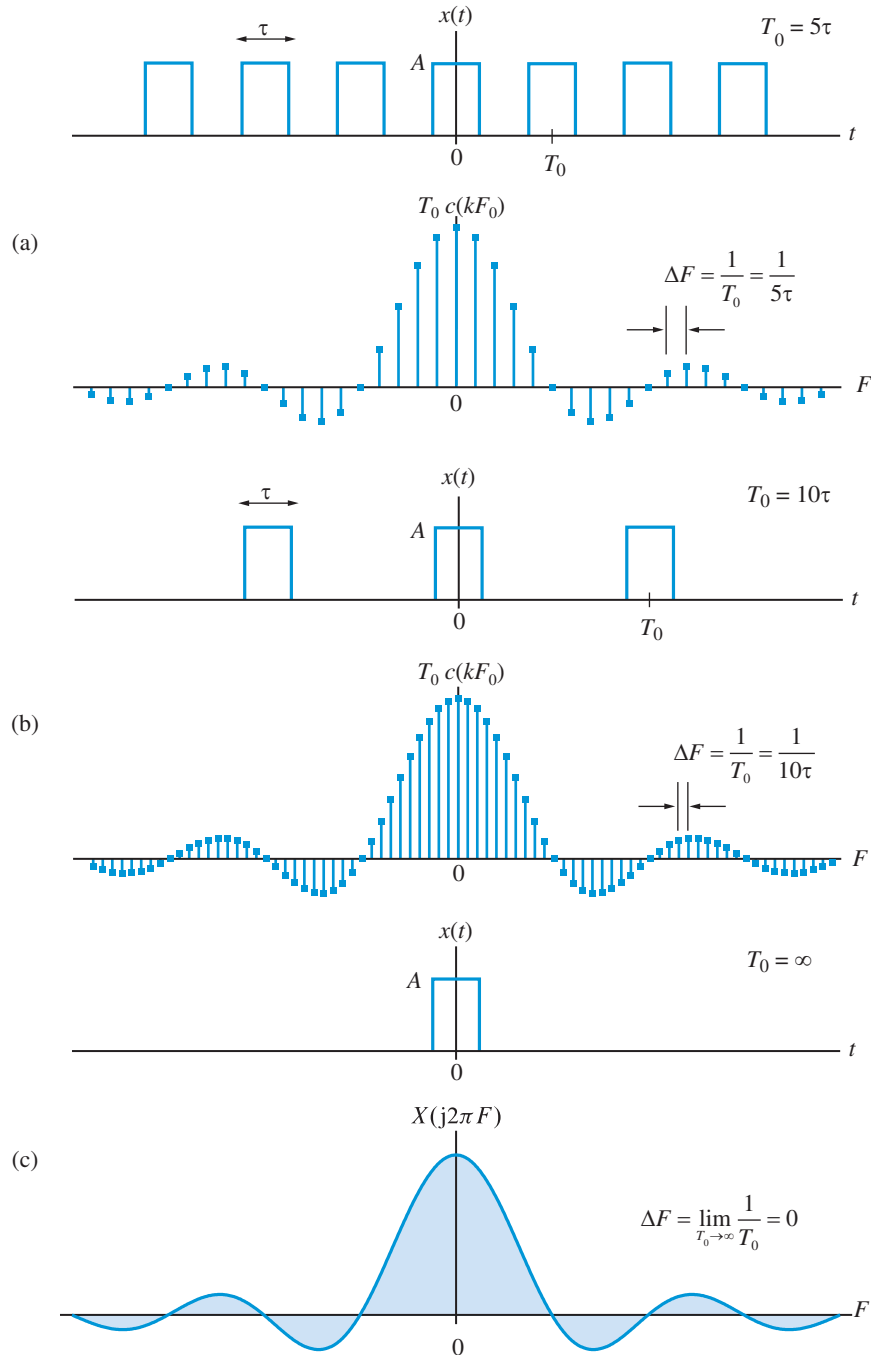 x(t)
T₀ = 5τ
τ
A
t
0
T₀
T₀ c(kF₀)
(a)
ΔF = 1/T₀ = 1/5τ
F
0
x(t)
T₀ = 10τ
τ
A
t
0
T₀
T₀ c(kF₀)
(b)
ΔF = 1/T₀ = 1/10τ
F
0
x(t)
T₀ = ∞
A
t
0
X(j2πF)
(c)
ΔF = lim T₀→∞ 1/T₀ = 0
F
0